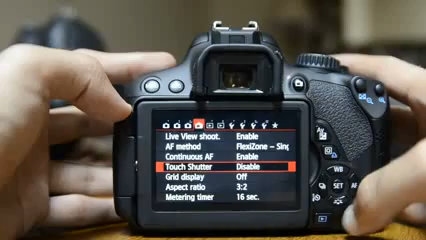 Live View shoot. Enable
AF method FlexiZone - Sing
Continuous AF Enable
Touch Shutter Disable
Grid display Off
Aspect ratio 3:2
Metering timer 16 sec.
Av
WB
SET AF